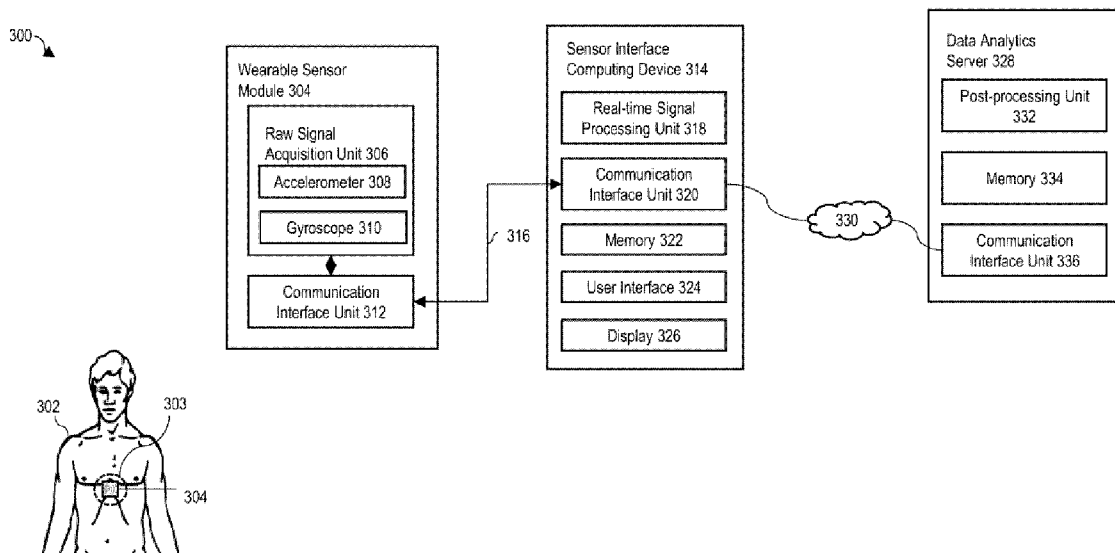 300
Wearable Sensor
Module 304
Raw Signal
Acquisition Unit 306
Accelerometer 308
Gyroscope 310
Communication
Interface Unit 312
316
Sensor Interface
Computing Device 314
Real-time Signal
Processing Unit 318
Communication
Interface Unit 320
Memory 322
User Interface 324
Display 326
330
Data Analytics
Server 328
Post-processing Unit
332
Memory 334
Communication
Interface Unit 336
302
303
304